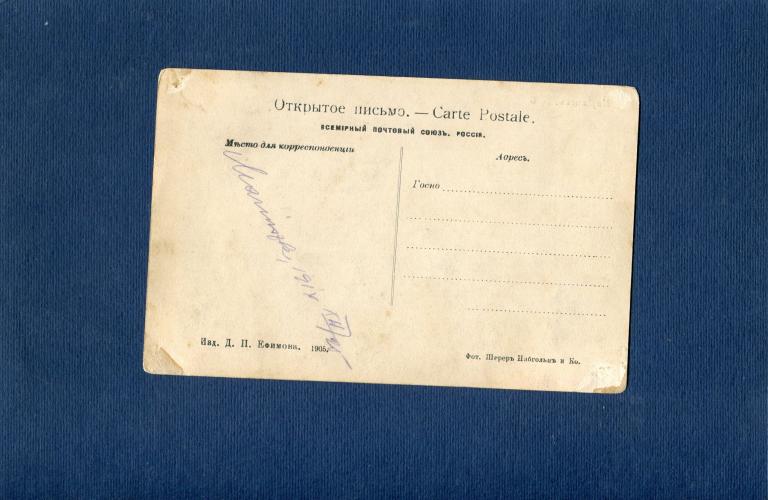 Открытое письмо. — Carte Postale.
ВСЕМІРНЫЙ ПОЧТОВЫЙ СОЮЗЪ. РОССІЯ.
Мѣсто для корреспонденціи
Адресъ.
Госпо
Изд. Д. П. Ефимова. 1905.
Фот. Шереръ Набгольцъ и Ко.